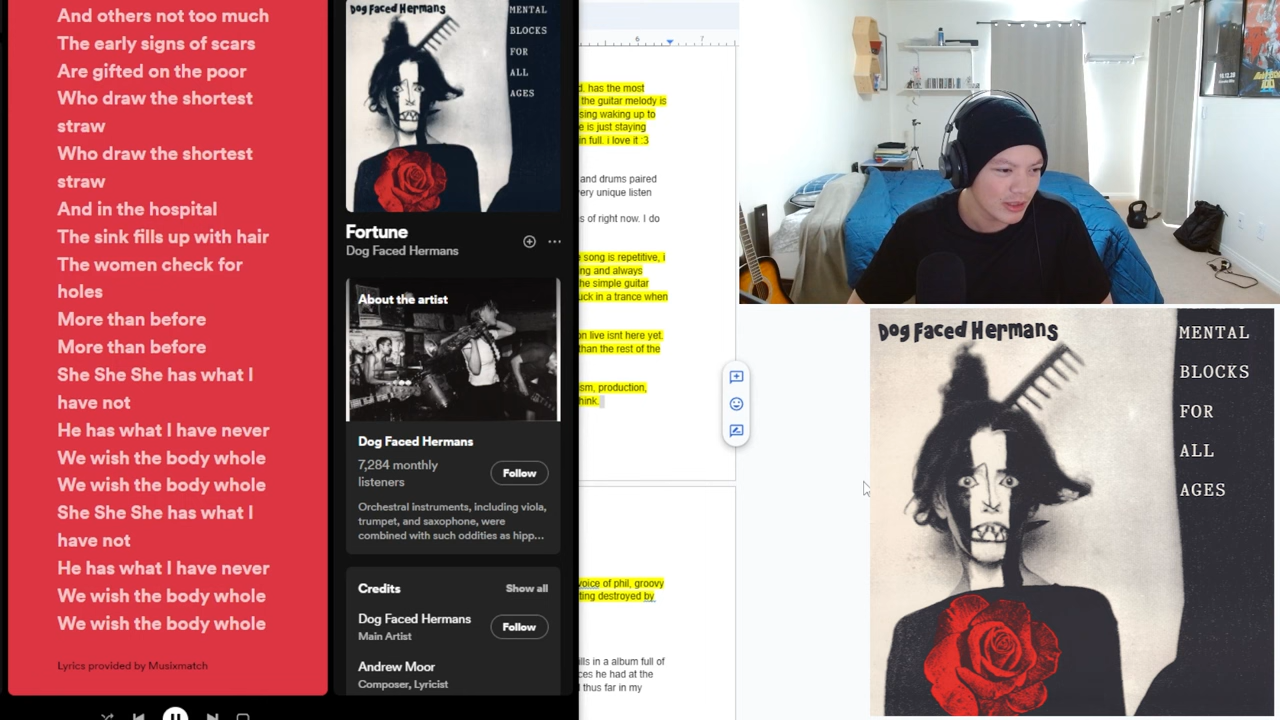 And others not too much
The early signs of scars
Are gifted on the poor
Who draw the shortest
straw
Who draw the shortest
straw
And in the hospital
The sink fills up with hair
The women check for
holes
More than before
More than before
She She She has what I
have not
He has what I have never
We wish the body whole
We wish the body whole
She She She has what I
have not
He has what I have never
We wish the body whole
We wish the body whole
Lyrics provided by Musixmatch
Dog Faced Hermans
MENTAL
BLOCKS
FOR
ALL
AGES
Fortune
Dog Faced Hermans
About the artist
Dog Faced Hermans
7,284 monthly
listeners
Follow
Orchestral instruments, including viola,
trumpet, and saxophone, were
combined with such oddities as hipp...
Credits
Show all
Dog Faced Hermans
Main Artist
Follow
Andrew Moor
Composer, Lyricist
6
7
d. has the most
the guitar melody is
sing waking up to
e is just staying
in full. i love it :3
and drums paired
very unique listen
s of right now. I do
e song is repetitive, i
ng and always
he simple guitar
uck in a trance when
on live isnt here yet.
than the rest of the
sm, production,
hink.
voice of phil, groovy
ting destroyed by
ills in a album full of
ces he had at the
d thus far in my
Dog Faced Hermans
MENTAL
BLOCKS
FOR
ALL
AGES